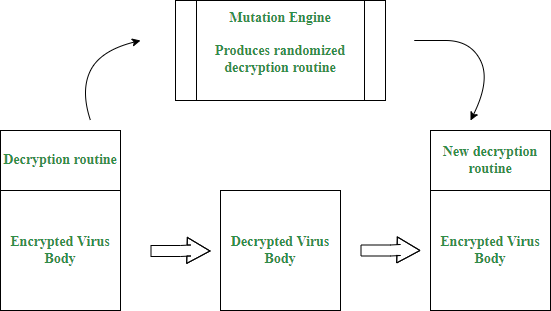 Mutation Engine
Produces randomized
decryption routine
Decryption routine
New decryption
routine
Encrypted Virus
Body
Decrypted Virus
Body
Encrypted Virus
Body